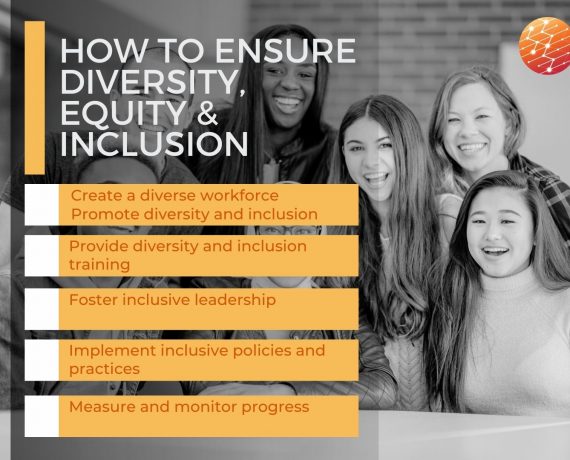 HOW TO ENSURE
DIVERSITY,
EQUITY &
INCLUSION
Create a diverse workforce
Promote diversity and inclusion
Provide diversity and inclusion
training
Foster inclusive leadership
Implement inclusive policies and
practices
Measure and monitor progress